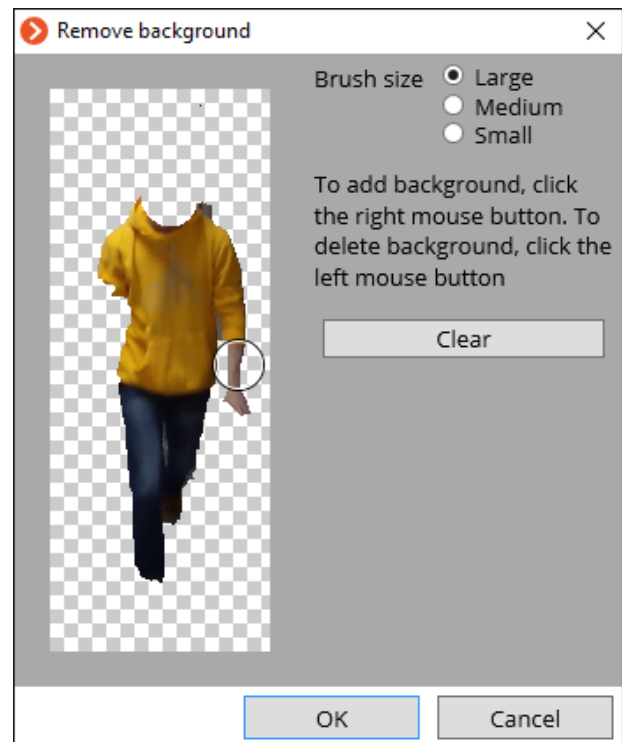 Remove background
Brush size
Large
Medium
Small
To add background, click
the right mouse button. To
delete background, click the
left mouse button
Clear
OK
Cancel